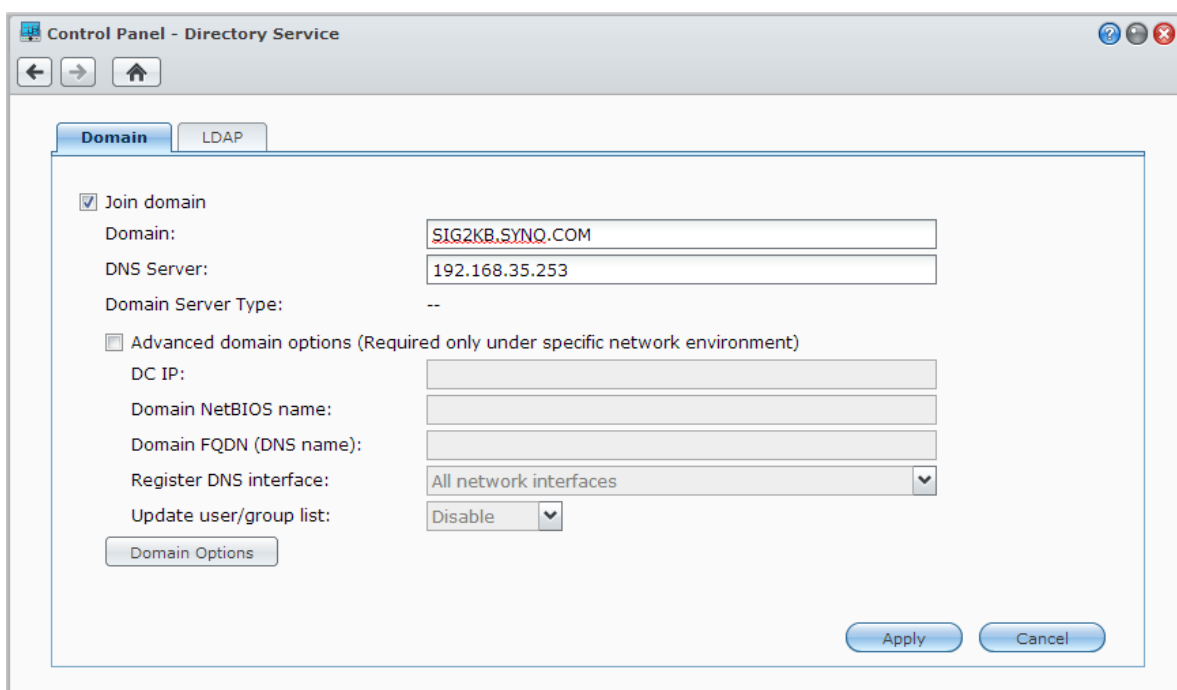 Control Panel - Directory Service
Domain
LDAP
Join domain
Domain: SIG2KB.SYNO.COM
DNS Server: 192.168.35.253
Domain Server Type: --
Advanced domain options (Required only under specific network environment)
DC IP:
Domain NetBIOS name:
Domain FQDN (DNS name):
Register DNS interface: All network interfaces
Update user/group list: Disable
Domain Options
Apply Cancel